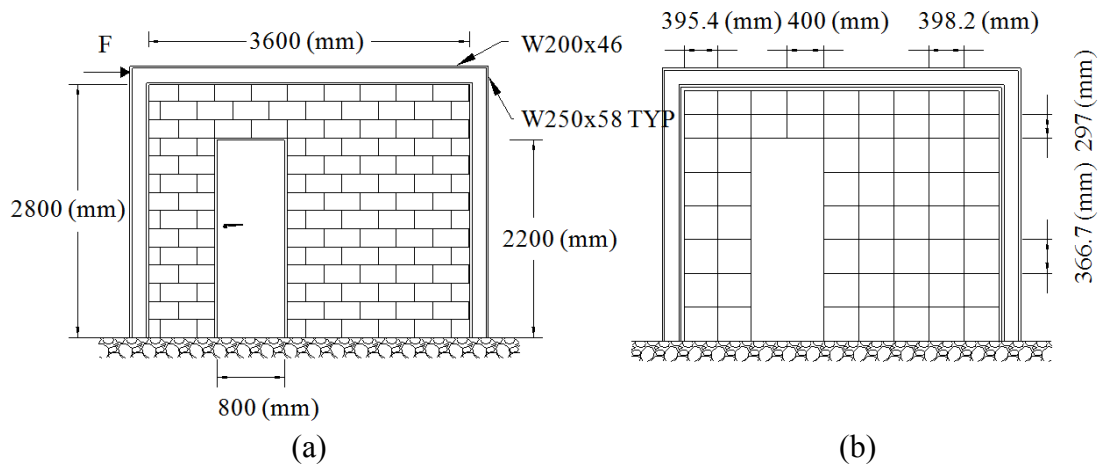 F
3600 (mm)
W200x46
W250x58 TYP
2800 (mm)
2200 (mm)
800 (mm)
(a)
395.4 (mm)
400 (mm)
398.2 (mm)
297 (mm)
366.7 (mm)
(b)